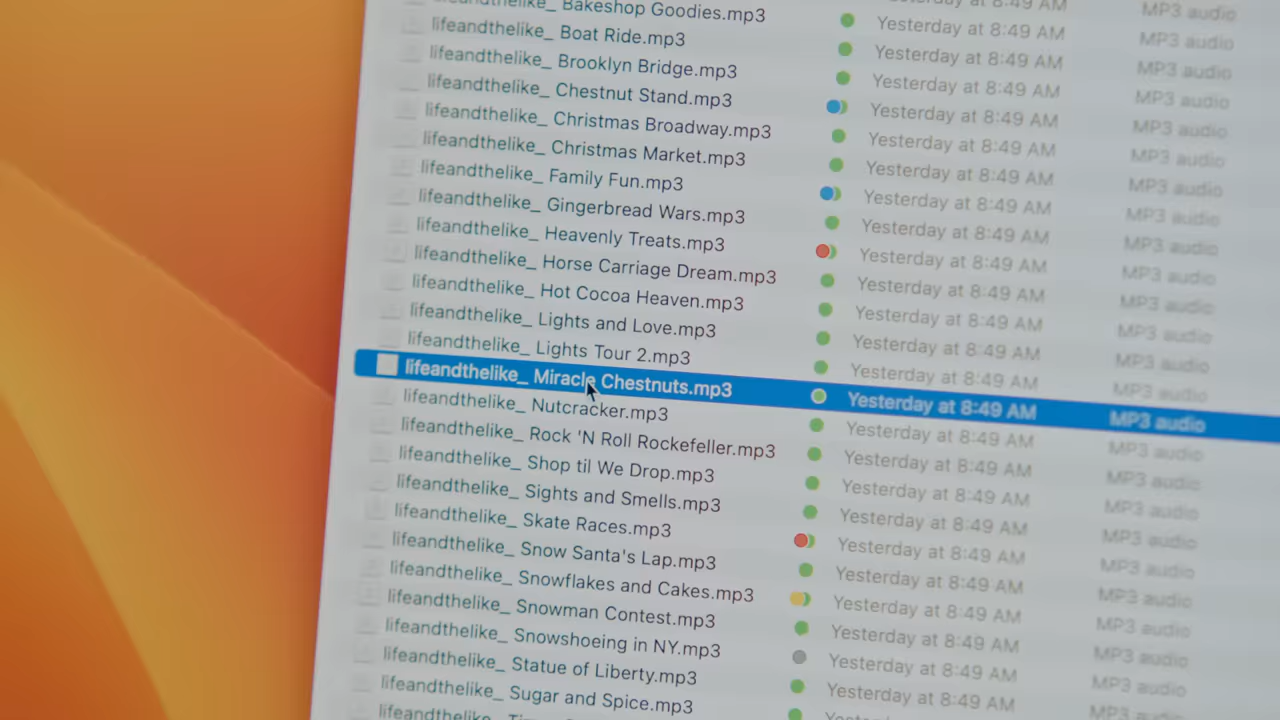 lifeandthelike_ Bakeshop Goodies.mp3 Yesterday at 8:49 AM MP3 audio
lifeandthelike_ Boat Ride.mp3 Yesterday at 8:49 AM MP3 audio
lifeandthelike_ Brooklyn Bridge.mp3 Yesterday at 8:49 AM MP3 audio
lifeandthelike_ Chestnut Stand.mp3 Yesterday at 8:49 AM MP3 audio
lifeandthelike_ Christmas Broadway.mp3 Yesterday at 8:49 AM MP3 audio
lifeandthelike_ Christmas Market.mp3 Yesterday at 8:49 AM MP3 audio
lifeandthelike_ Family Fun.mp3 Yesterday at 8:49 AM MP3 audio
lifeandthelike_ Gingerbread Wars.mp3 Yesterday at 8:49 AM MP3 audio
lifeandthelike_ Heavenly Treats.mp3 Yesterday at 8:49 AM MP3 audio
lifeandthelike_ Horse Carriage Dream.mp3 Yesterday at 8:49 AM MP3 audio
lifeandthelike_ Hot Cocoa Heaven.mp3 Yesterday at 8:49 AM MP3 audio
lifeandthelike_ Lights and Love.mp3 Yesterday at 8:49 AM MP3 audio
lifeandthelike_ Lights Tour 2.mp3 Yesterday at 8:49 AM MP3 audio
lifeandthelike_ Miracle Chestnuts.mp3 Yesterday at 8:49 AM MP3 audio
lifeandthelike_ Nutcracker.mp3 Yesterday at 8:49 AM MP3 audio
lifeandthelike_ Rock 'N Roll Rockefeller.mp3 Yesterday at 8:49 AM MP3 audio
lifeandthelike_ Shop til We Drop.mp3 Yesterday at 8:49 AM MP3 audio
lifeandthelike_ Sights and Smells.mp3 Yesterday at 8:49 AM MP3 audio
lifeandthelike_ Skate Races.mp3 Yesterday at 8:49 AM MP3 audio
lifeandthelike_ Snow Santa's Lap.mp3 Yesterday at 8:49 AM MP3 audio
lifeandthelike_ Snowflakes and Cakes.mp3 Yesterday at 8:49 AM MP3 audio
lifeandthelike_ Snowman Contest.mp3 Yesterday at 8:49 AM MP3 audio
lifeandthelike_ Snowshoeing in NY.mp3 Yesterday at 8:49 AM MP3 audio
lifeandthelike_ Statue of Liberty.mp3 Yesterday at 8:49 AM MP3 audio
lifeandthelike_ Sugar and Spice.mp3 Yesterday at 8:49 AM MP3 audio
lifeandthelike_